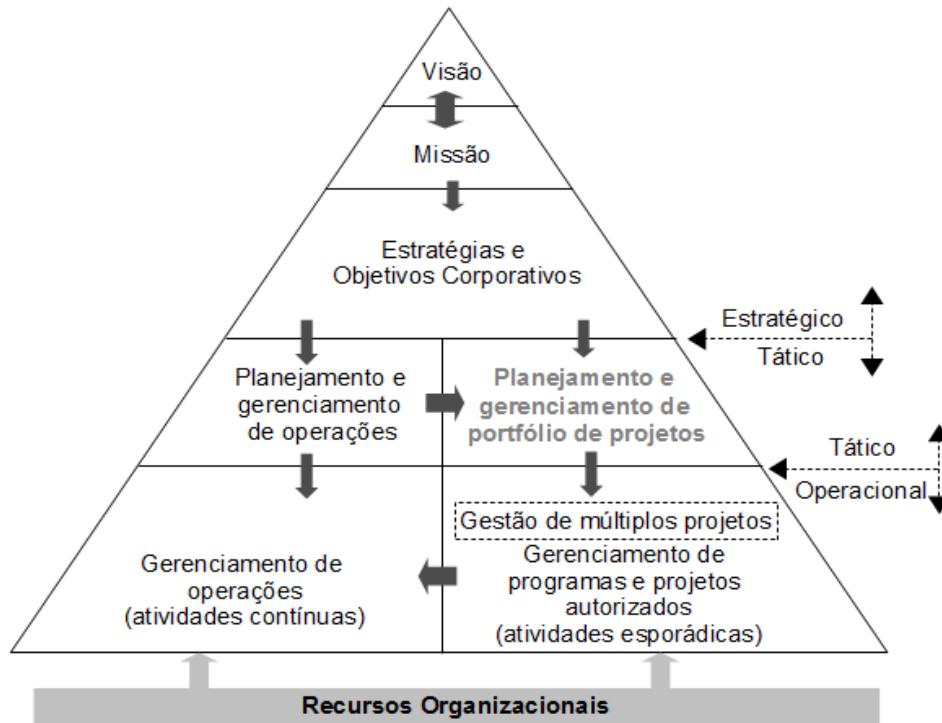 Visão
Missão
Estratégias e
Objetivos Corporativos
Estratégico
Tático
Planejamento e
gerenciamento
de operações
Planejamento e
gerenciamento de
portfólio de projetos
Tático
Operacional
Gestão de múltiplos projetos
Gerenciamento de
operações
(atividades contínuas)
Gerenciamento de
programas e projetos
autorizados
(atividades esporádicas)
Recursos Organizacionais